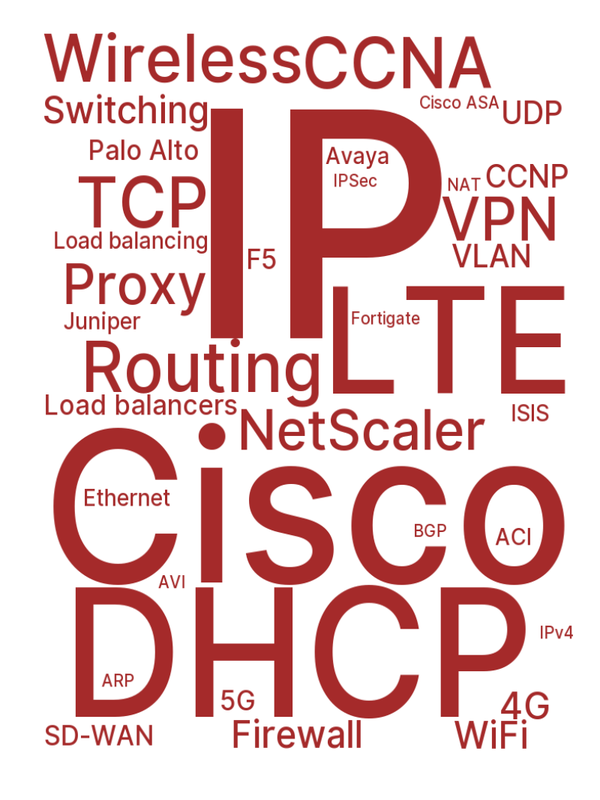 Wireless
CCNA
Switching
Cisco ASA
UDP
IP
Palo Alto
Avaya
IPSec
NAT
CCNP
TCP
VPN
Load balancing
VLAN
F5
Proxy
Juniper
Fortigate
LTE
Routing
Load balancers
ISIS
NetScaler
Cisco
Ethernet
BGP
ACI
AVI
DHCP
IPv4
ARP
5G
4G
SD-WAN
Firewall
WiFi